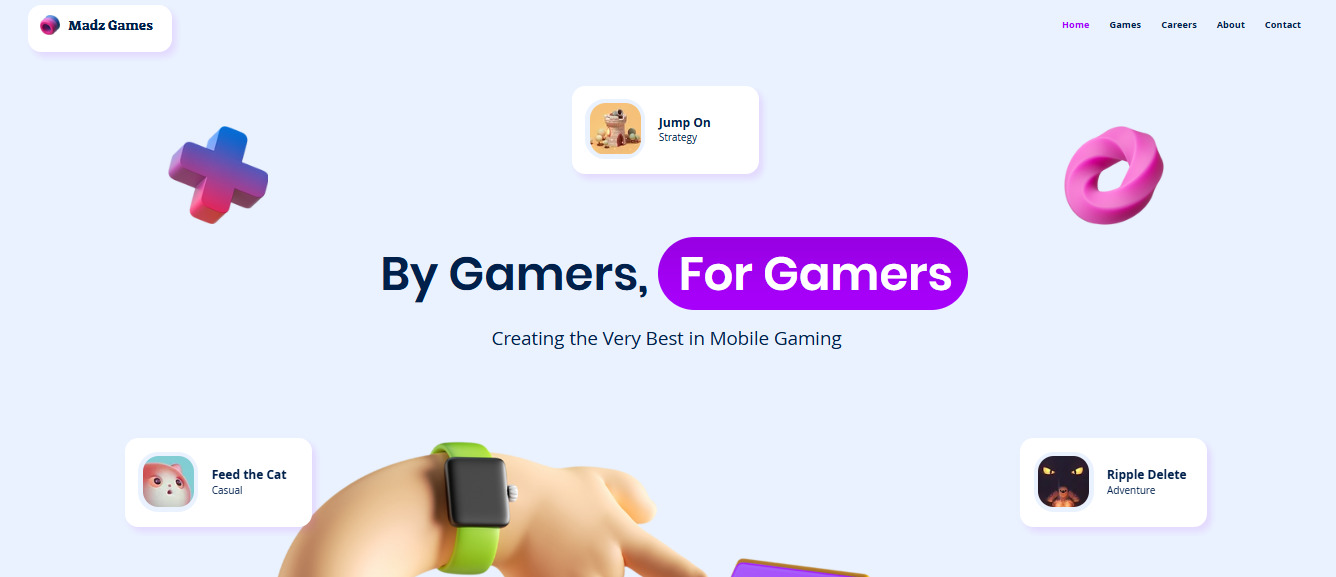 Madz Games
Home Games Careers About Contact
Jump On
Strategy
By Gamers, For Gamers
Creating the Very Best in Mobile Gaming
Feed the Cat
Casual
Ripple Delete
Adventure